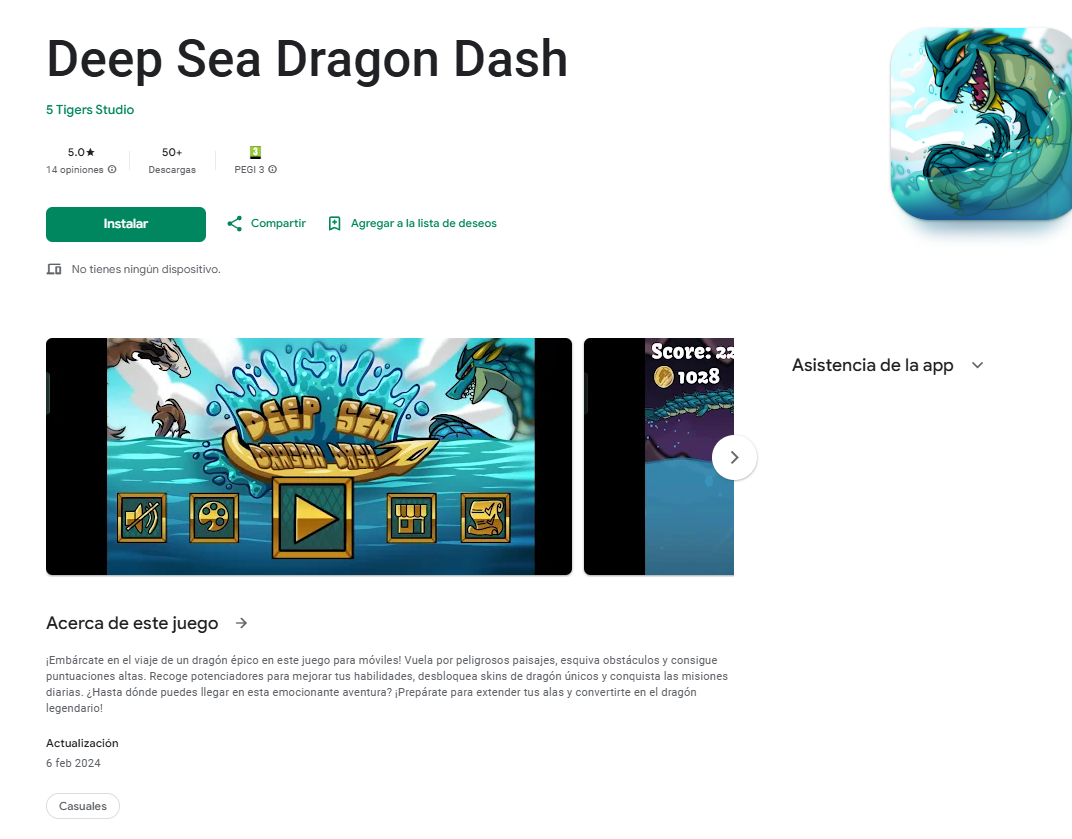 Deep Sea Dragon Dash
5 Tigers Studio
5.0★
14 opiniones
50+
Descargas
3
PEGI 3
Instalar
Compartir
Agregar a la lista de deseos
No tienes ningún dispositivo.
DEEP SEA
DRAGON DASH
Score: 22
1028
Asistencia de la app
Acerca de este juego
¡Embárcate en el viaje de un dragón épico en este juego para móviles! Vuela por peligrosos paisajes, esquiva obstáculos y consigue
puntuaciones altas. Recoge potenciadores para mejorar tus habilidades, desbloquea skins de dragón únicos y conquista las misiones
diarias. ¿Hasta dónde puedes llegar en esta emocionante aventura? ¡Prepárate para extender tus alas y convertirte en el dragón
legendario!
Actualización
6 feb 2024
Casuales